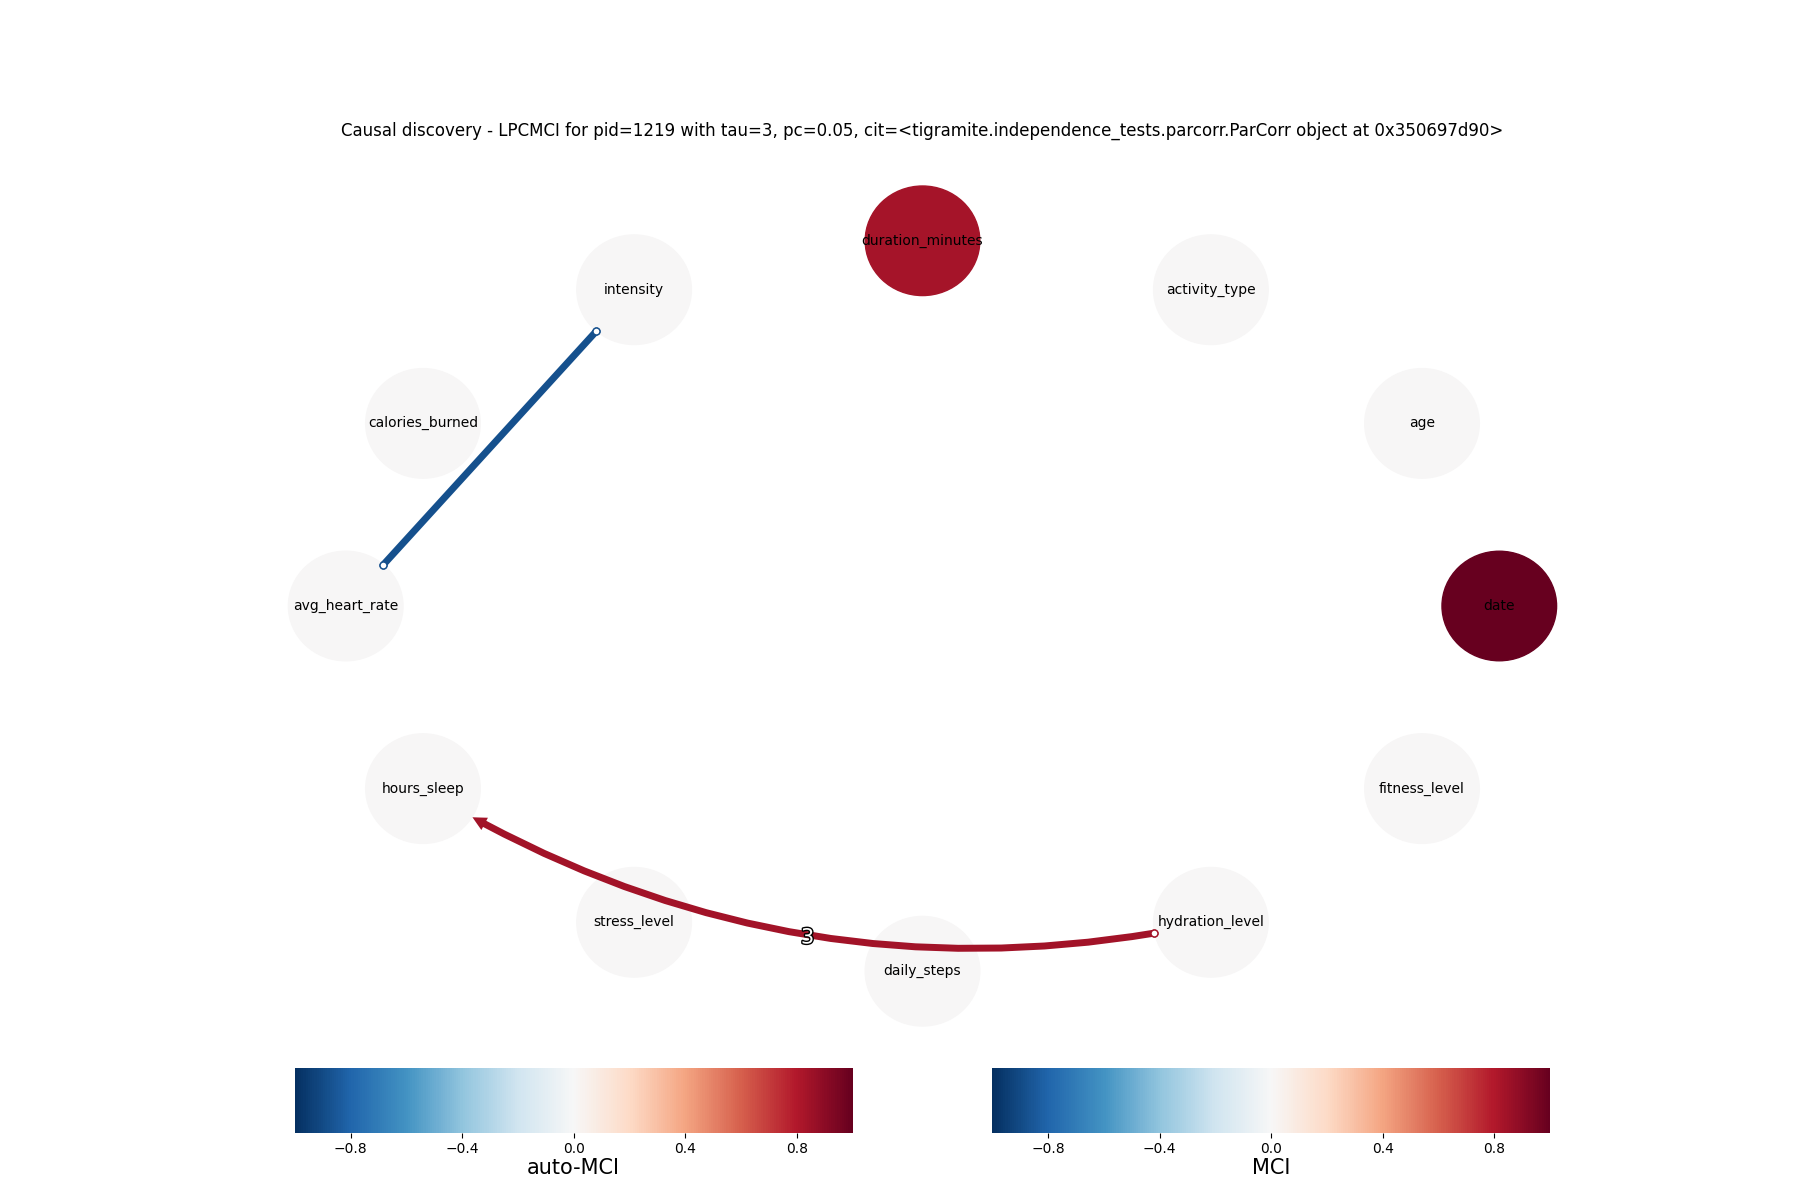 Causal discovery - LPCMCI for pid=1219 with tau=3, pc=0.05, cit=<tigramite.independence_tests.parcorr.ParCorr object at 0x350697d90>
duration_minutes
intensity
activity_type
calories_burned
age
avg_heart_rate
date
hours_sleep
fitness_level
stress_level
hydration_level
3
daily_steps
−0.8 −0.4 0.0 0.4 0.8
auto-MCI
−0.8 −0.4 0.0 0.4 0.8
MCI